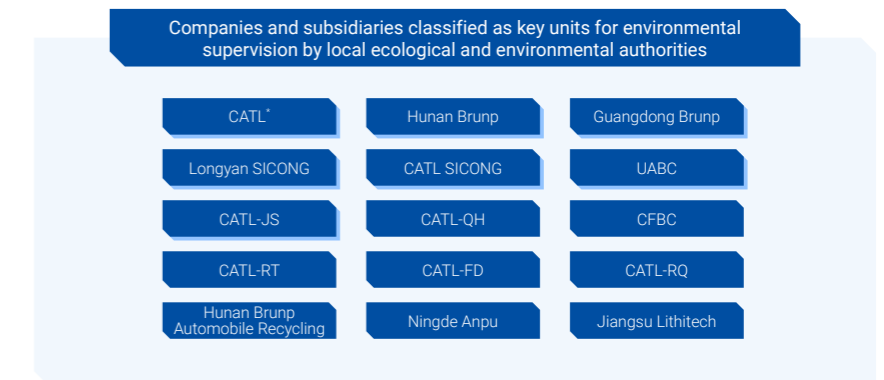 Companies and subsidiaries classified as key units for environmental
supervision by local ecological and environmental authorities
CATL*
Hunan Brunp
Guangdong Brunp
Longyan SICONG
CATL SICONG
UABC
CATL-JS
CATL-QH
CFBC
CATL-RT
CATL-FD
CATL-RQ
Hunan Brunp
Automobile Recycling
Ningde Anpu
Jiangsu Lithitech